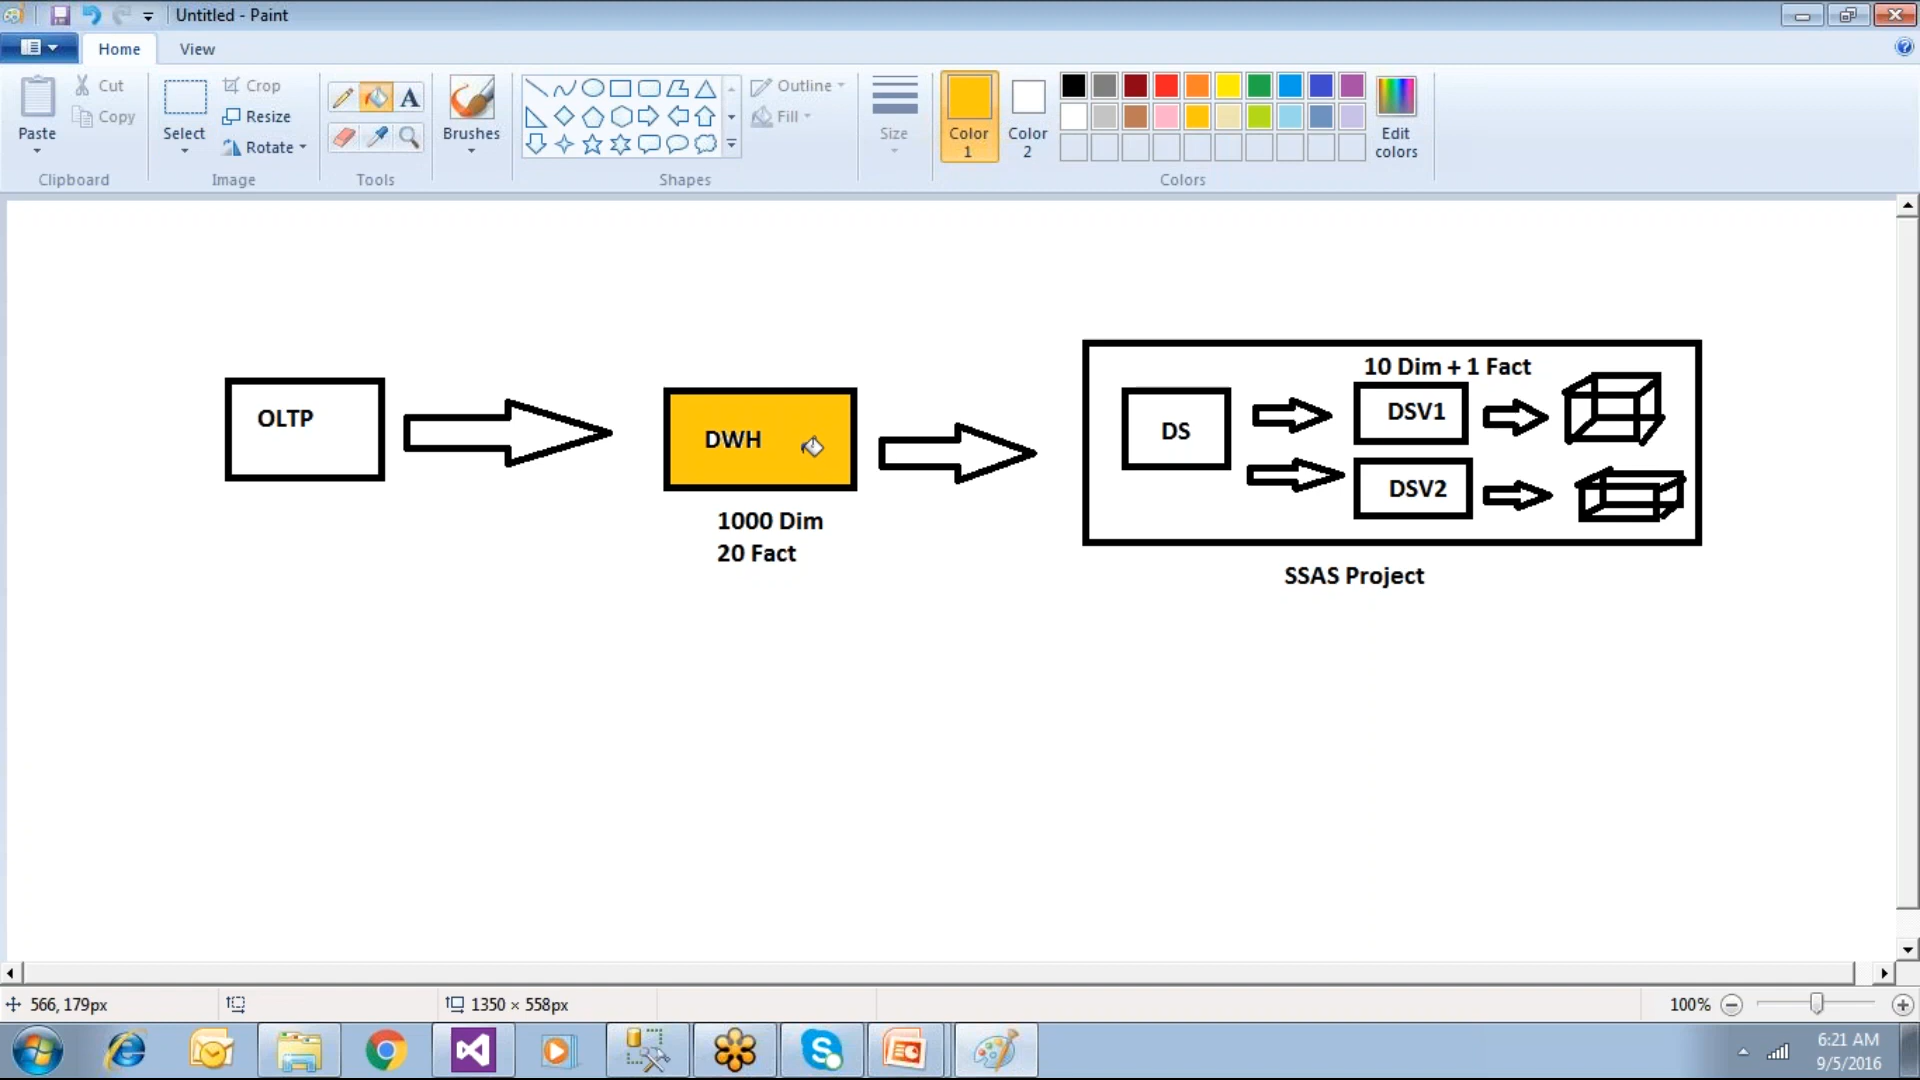 Untitled - Paint
Home View
Paste
Cut
Copy
Clipboard
Select
Crop
Resize
Rotate
Image
A
Tools
Brushes
Shapes
Outline
Fill
Size
Color 1
Color 2
Edit colors
Colors
OLTP
DWH
1000 Dim
20 Fact
10 Dim + 1 Fact
DS
DSV1
DSV2
SSAS Project
566, 179px
1350 × 558px
100%
6:21 AM
9/5/2016